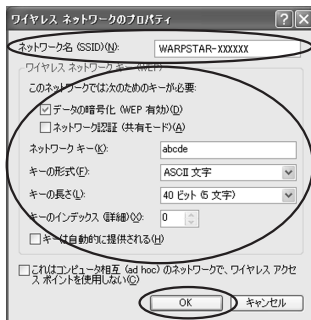 ワイヤレス ネットワークのプロパティ
ネットワーク名 (SSID)(N): WARPSTAR-XXXXXX
ワイヤレス ネットワーク キー (WEP)
このネットワークでは次のためのキーが必要:
データの暗号化 (WEP 有効)(D)
ネットワーク認証 (共有モード)(A)
ネットワーク キー(K): abcde
キーの形式(F): ASCII 文字
キーの長さ(L): 40 ビット (5 文字)
キーのインデックス (詳細)(X): 0
キーは自動的に提供される(H)
これはコンピュータ相互 (ad hoc) のネットワークで、ワイヤレス アクセ
ス ポイントを使用しない(C)
OK キャンセル